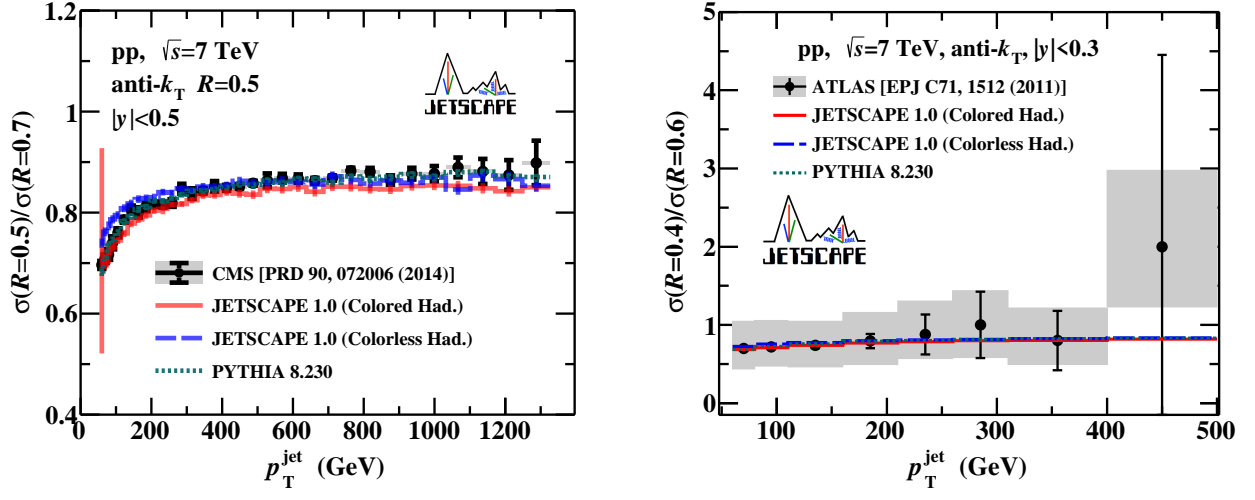 pp, √s=7 TeV
anti-kT R=0.5
|y|<0.5
JETSCAPE
CMS [PRD 90, 072006 (2014)]
JETSCAPE 1.0 (Colored Had.)
JETSCAPE 1.0 (Colorless Had.)
PYTHIA 8.230
σ(R=0.5)/σ(R=0.7)
1.2
1
0.8
0.6
0.4
0 200 400 600 800 1000 1200
pTjet (GeV)
pp, √s=7 TeV, anti-kT, |y|<0.3
ATLAS [EPJ C71, 1512 (2011)]
JETSCAPE 1.0 (Colored Had.)
JETSCAPE 1.0 (Colorless Had.)
PYTHIA 8.230
JETSCAPE
σ(R=0.4)/σ(R=0.6)
5
4
3
2
1
0
100 200 300 400 500
pTjet (GeV)